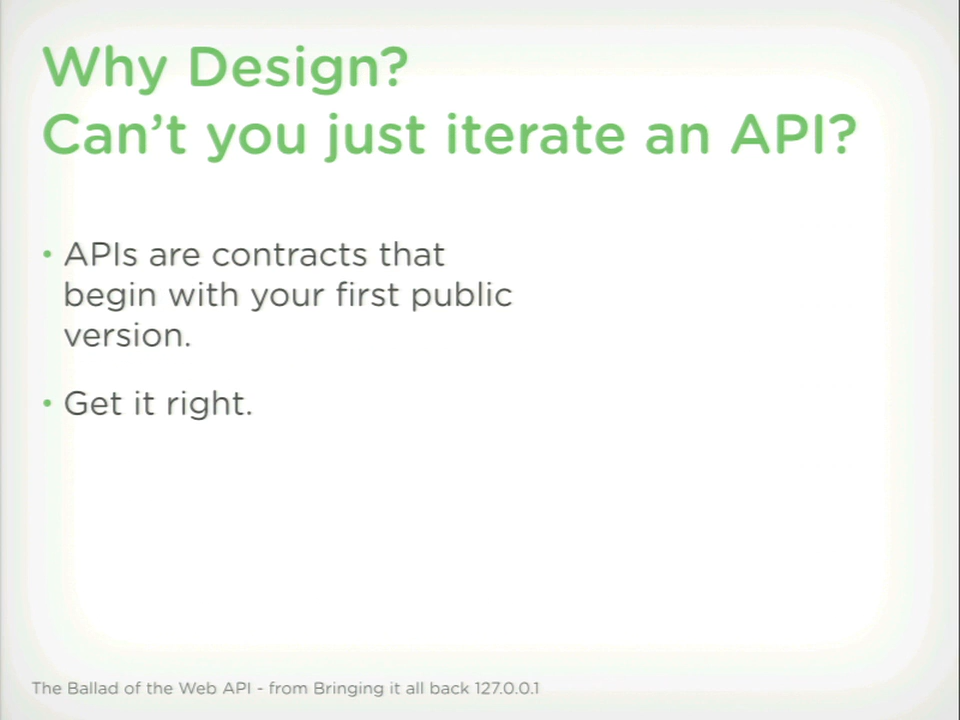 Why Design?
Can’t you just iterate an API?
• APIs are contracts that
begin with your first public
version.
• Get it right.
The Ballad of the Web API - from Bringing it all back 127.0.0.1